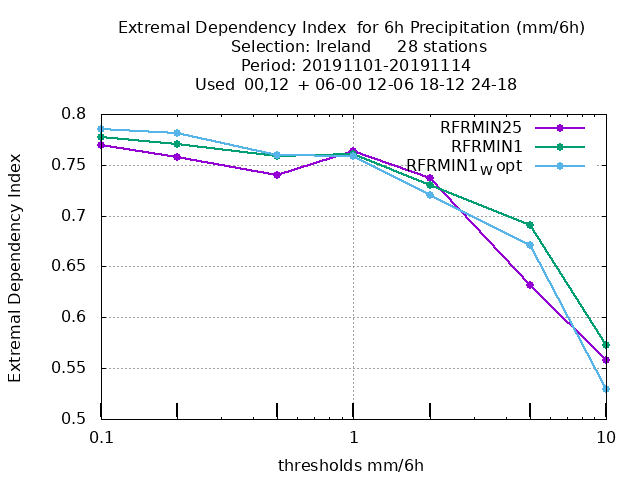 Extremal Dependency Index  for 6h Precipitation (mm/6h)
Selection: Ireland     28 stations
Period: 20191101-20191114
Used  00,12  + 06-00 12-06 18-12 24-18
RFRMIN25
RFRMIN1
RFRMIN1W opt
Extremal Dependency Index
0.8
0.75
0.7
0.65
0.6
0.55
0.5
0.1 1 10
thresholds mm/6h